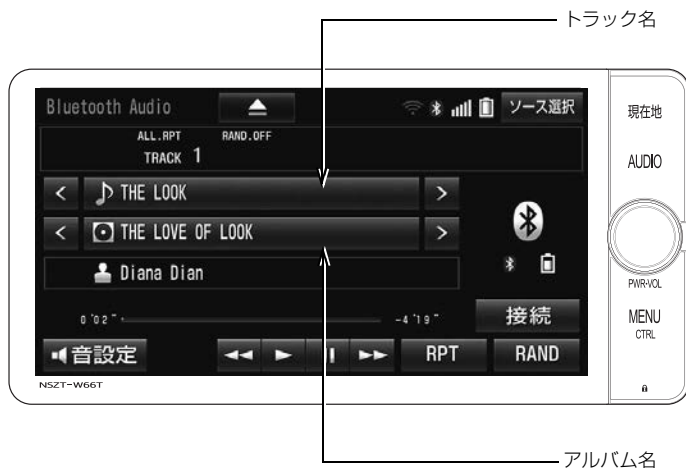 トラック名
Bluetooth Audio
ソース選択
ALL.RPT RAND.OFF
TRACK 1
< THE LOOK >
< THE LOVE OF LOOK >
Diana Dian
0'02" -4'19"
接続
音設定
RPT
RAND
NSZT-W66T
現在地
AUDIO
PWR·VOL
MENU
CTRL
アルバム名